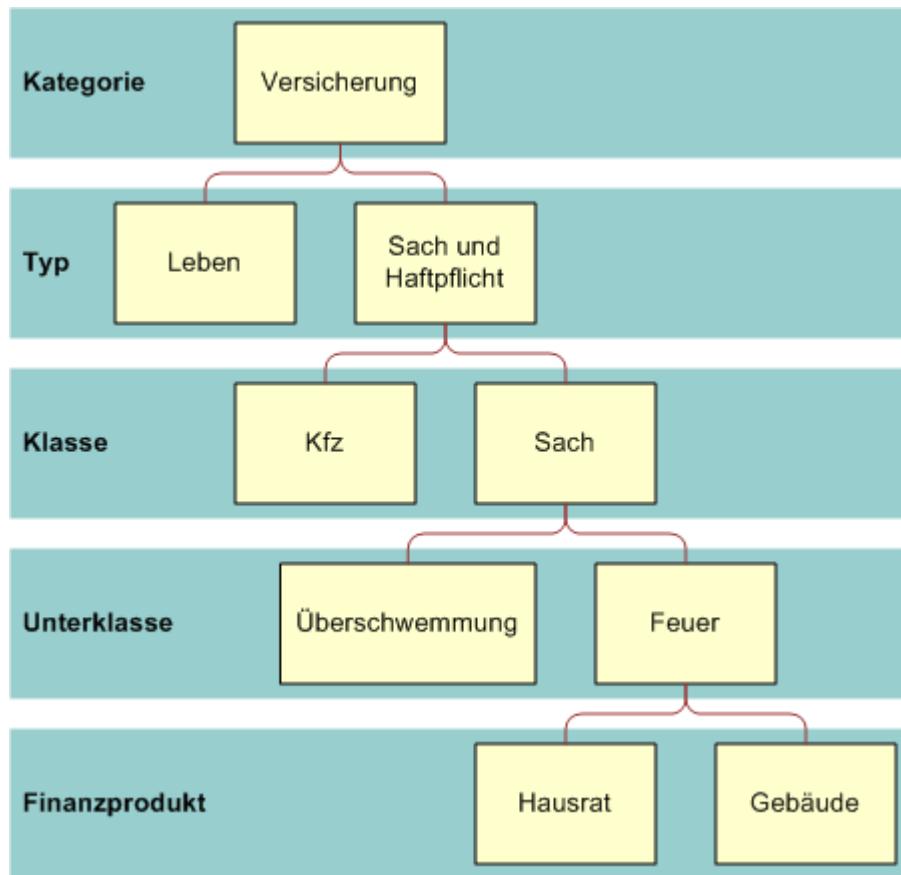 Kategorie
Versicherung
Typ
Leben
Sach und
Haftpflicht
Klasse
Kfz
Sach
Unterklasse
Überschwemmung
Feuer
Finanzprodukt
Hausrat
Gebäude